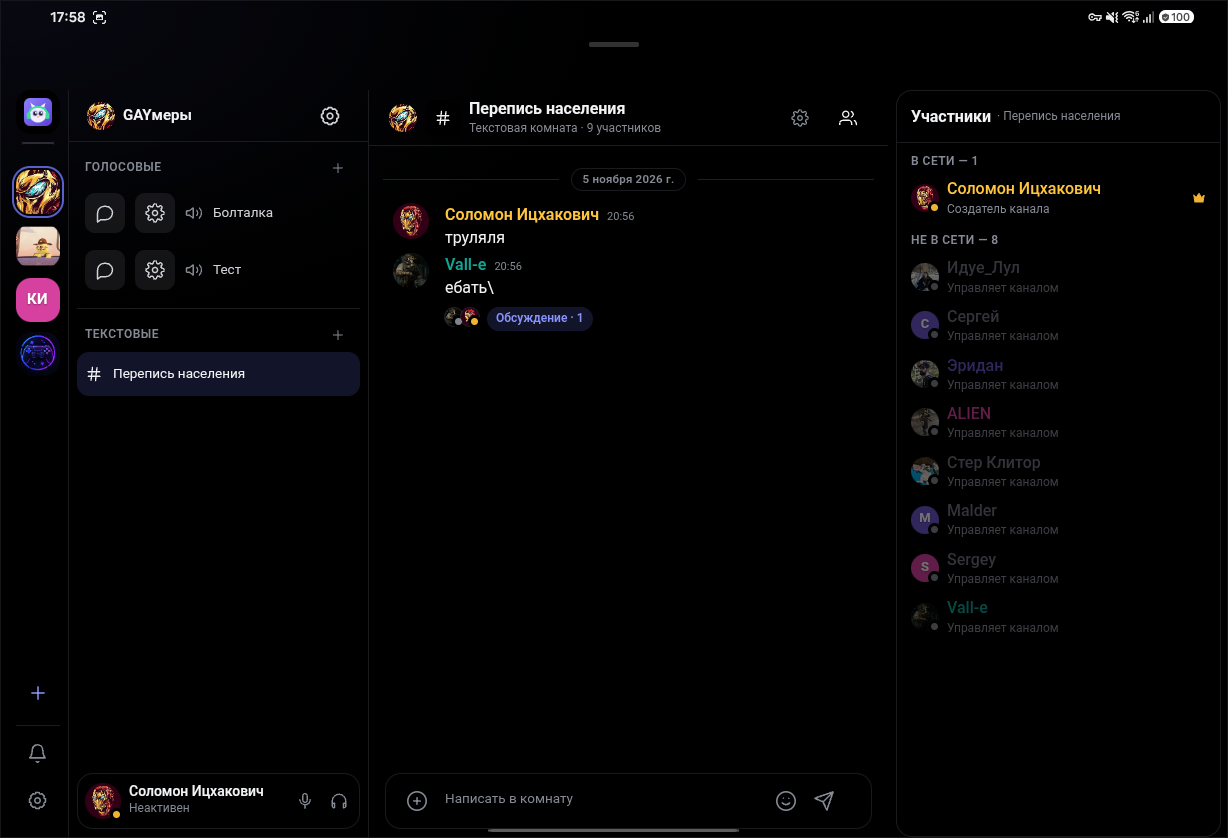 17:58
100
GAYмеры
ГОЛОСОВЫЕ
Болталка
Тест
ТЕКСТОВЫЕ
# Перепись населения
КИ
Соломон Ицхакович
Неактивен
# Перепись населения
Текстовая комната · 9 участников
5 ноября 2026 г.
Соломон Ицхакович 20:56
труляля
Vall-e 20:56
ебать\
Обсуждение · 1
Написать в комнату
Участники · Перепись населения
В СЕТИ — 1
Соломон Ицхакович
Создатель канала
НЕ В СЕТИ — 8
Идуе_Лул
Управляет каналом
С Сергей
Управляет каналом
Эридан
Управляет каналом
ALIEN
Управляет каналом
Стер Клитор
Управляет каналом
M Malder
Управляет каналом
S Sergey
Управляет каналом
Vall-e
Управляет каналом